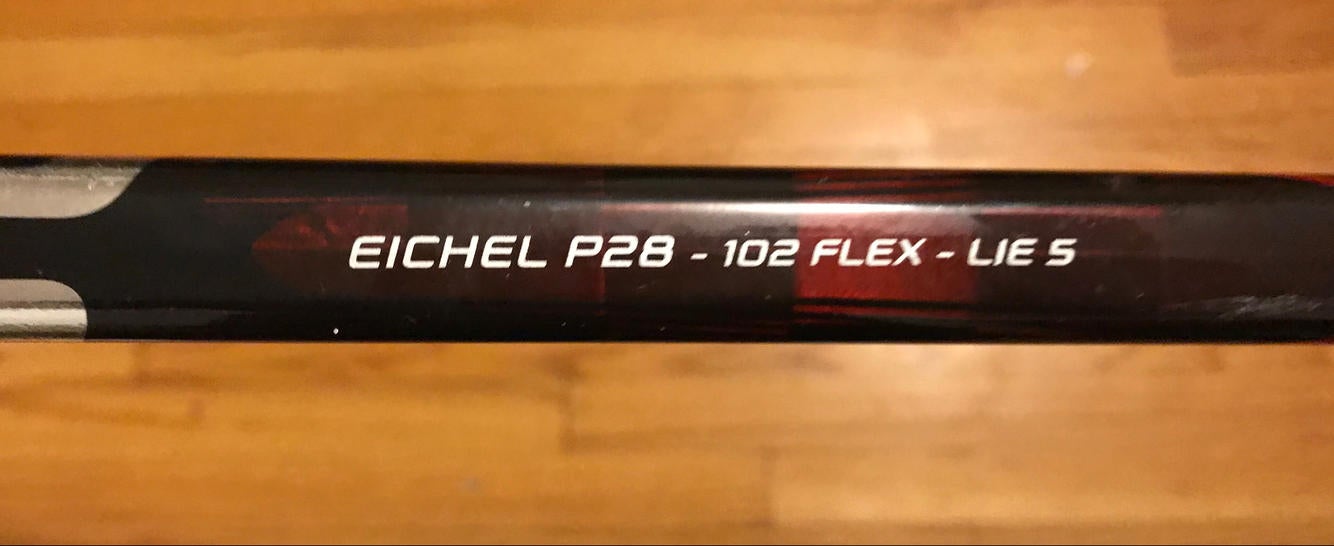 EICHEL P28 - 102 FLEX - LIE 5